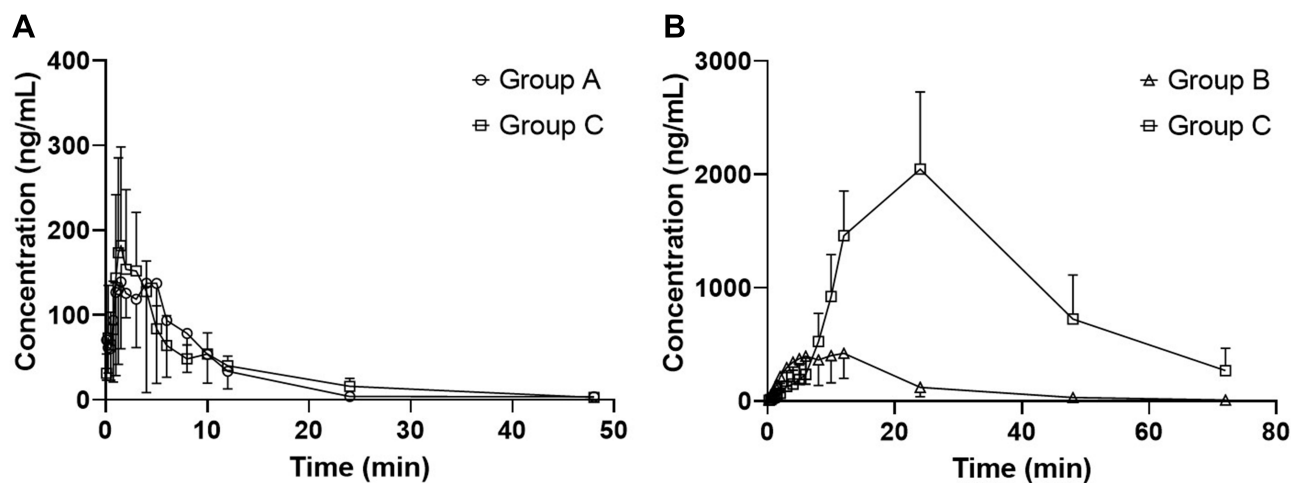 A
Concentration (ng/mL)
400
300
200
100
0
0 10 20 30 40 50
Time (min)
Group A
Group C
B
Concentration (ng/mL)
3000
2000
1000
0
0 20 40 60 80
Time (min)
Group B
Group C